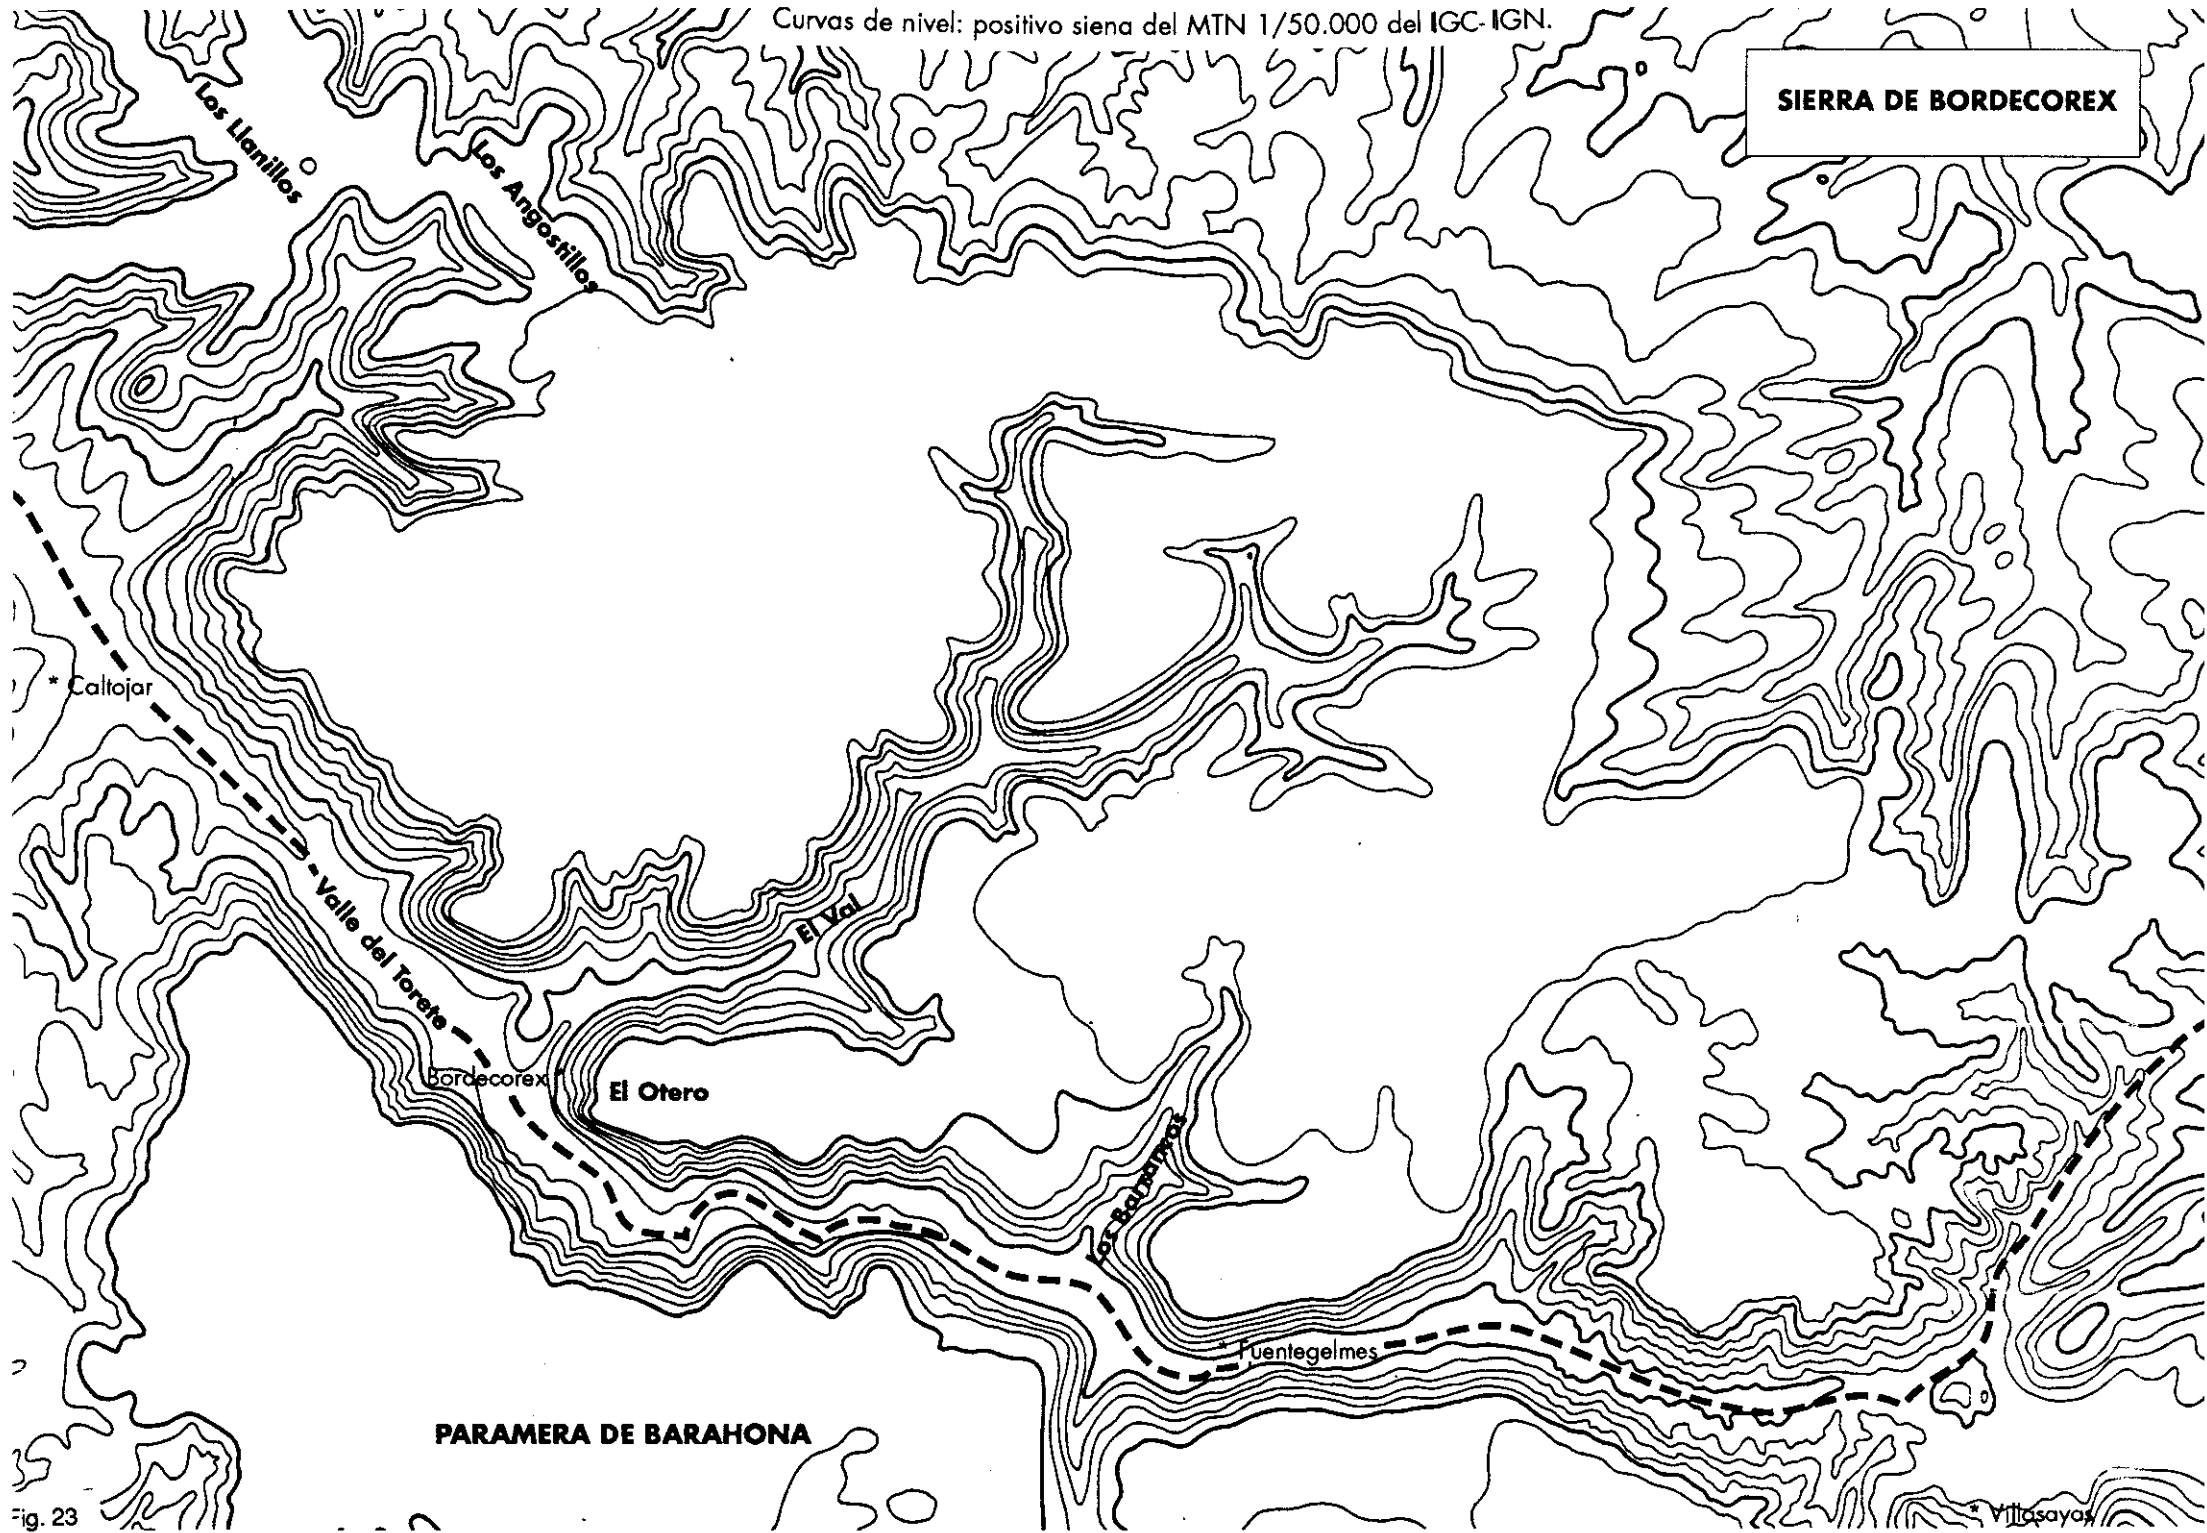 Curvas de nivel: positivo siena del MTN 1/50.000 del IGC-IGN.
SIERRA DE BORDECOREX
Los Llanillos
Los Angostillos
* Caltojar
Valle del Torete
El Val
Bordecorex *
El Otero
Los Barrancos
* Fuentegelmes
PARAMERA DE BARAHONA
Fig. 23
* Villasayas